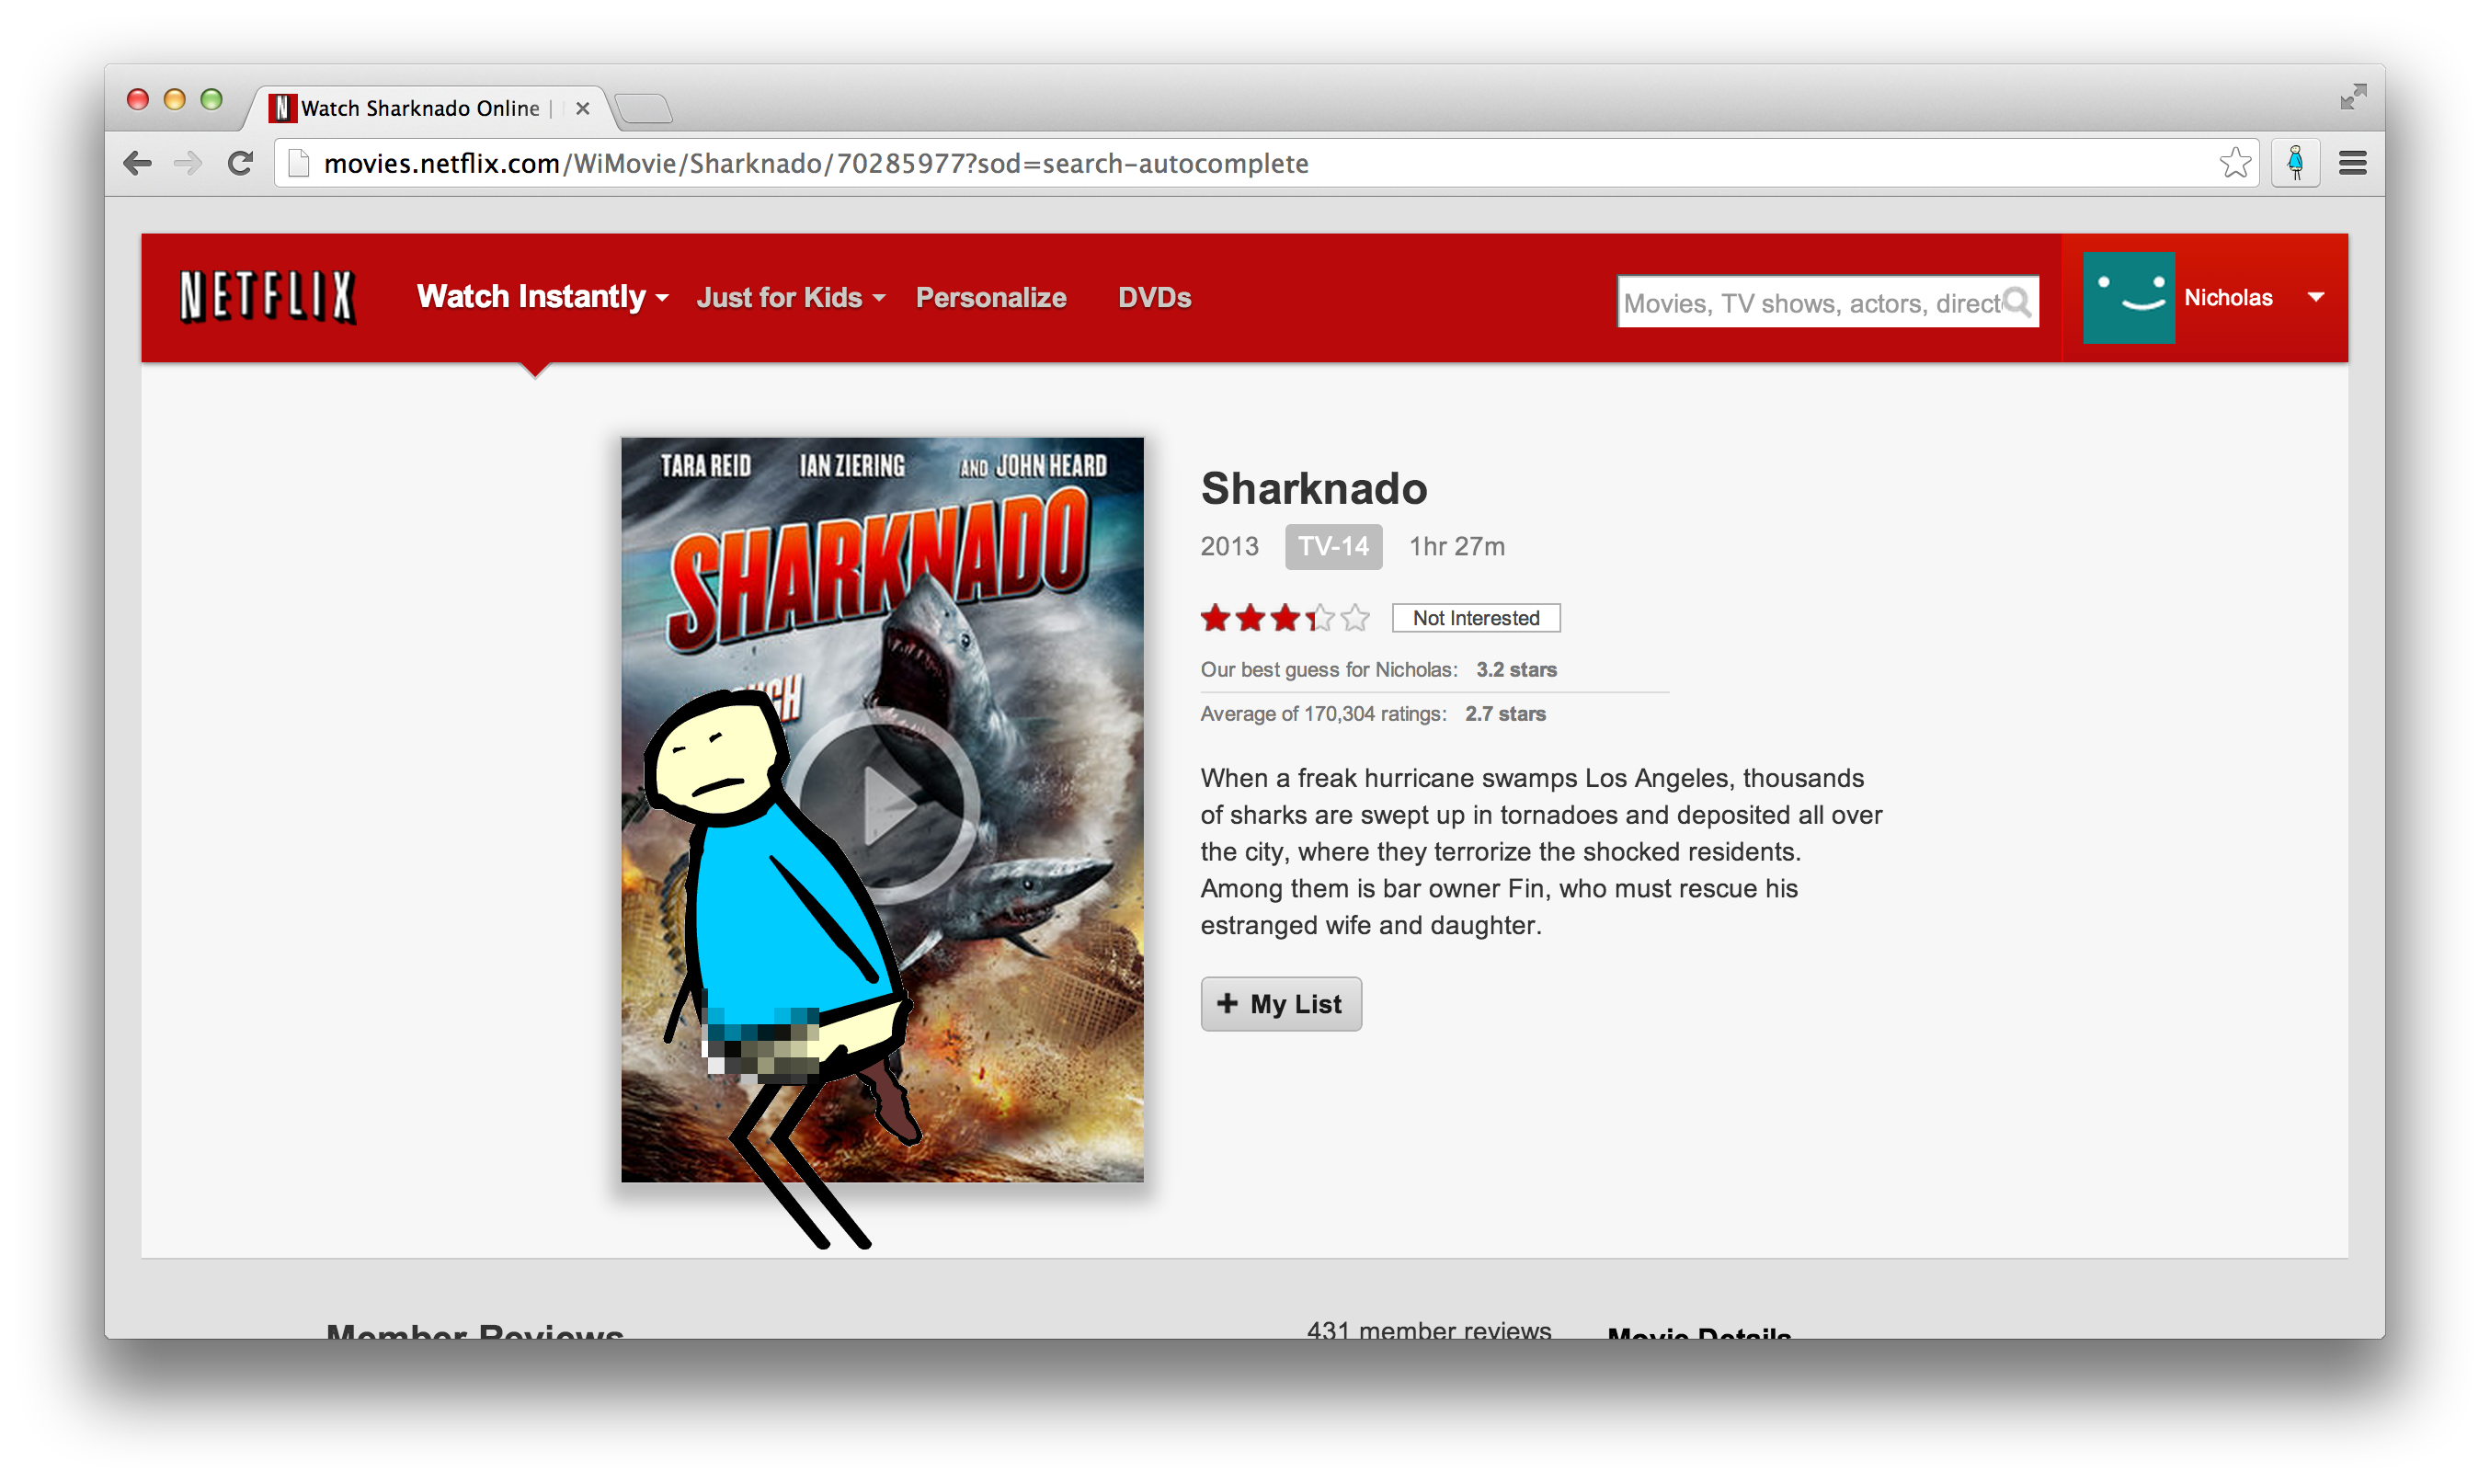 Watch Sharknado Online |
movies.netflix.com/WiMovie/Sharknado/70285977?sod=search-autocomplete
NETFLIX
Watch Instantly
Just for Kids
Personalize
DVDs
Movies, TV shows, actors, direct
Nicholas
TARA REID IAN ZIERING AND JOHN HEARD
SHARKNADO
Sharknado
2013 TV-14 1hr 27m
Not Interested
Our best guess for Nicholas: 3.2 stars
Average of 170,304 ratings: 2.7 stars
When a freak hurricane swamps Los Angeles, thousands
of sharks are swept up in tornadoes and deposited all over
the city, where they terrorize the shocked residents.
Among them is bar owner Fin, who must rescue his
estranged wife and daughter.
+ My List
Member Reviews
431 member reviews
Movie Details